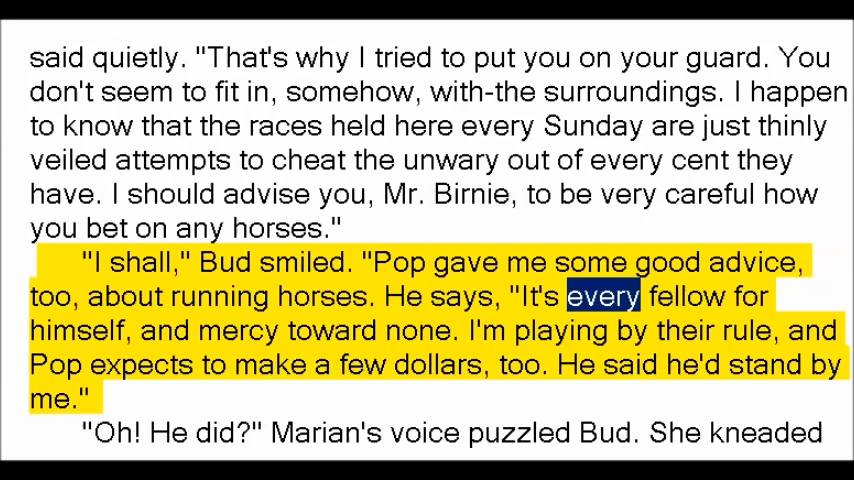 said quietly. "That's why I tried to put you on your guard. You
don't seem to fit in, somehow, with-the surroundings. I happen
to know that the races held here every Sunday are just thinly
veiled attempts to cheat the unwary out of every cent they
have. I should advise you, Mr. Birnie, to be very careful how
you bet on any horses."
"I shall," Bud smiled. "Pop gave me some good advice,
too, about running horses. He says, "It's every fellow for
himself, and mercy toward none. I'm playing by their rule, and
Pop expects to make a few dollars, too. He said he'd stand by
me."
"Oh! He did?" Marian's voice puzzled Bud. She kneaded